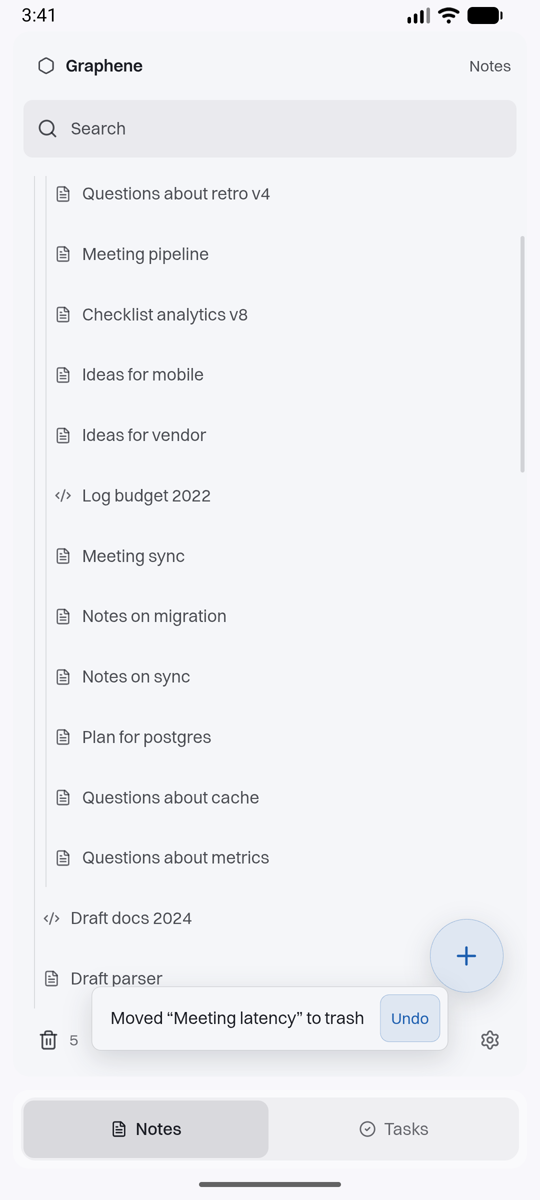 3:41
Graphene
Notes
Search
Questions about retro v4
Meeting pipeline
Checklist analytics v8
Ideas for mobile
Ideas for vendor
Log budget 2022
Meeting sync
Notes on migration
Notes on sync
Plan for postgres
Questions about cache
Questions about metrics
Draft docs 2024
Draft parser
Moved “Meeting latency” to trash
Undo
5
Notes
Tasks